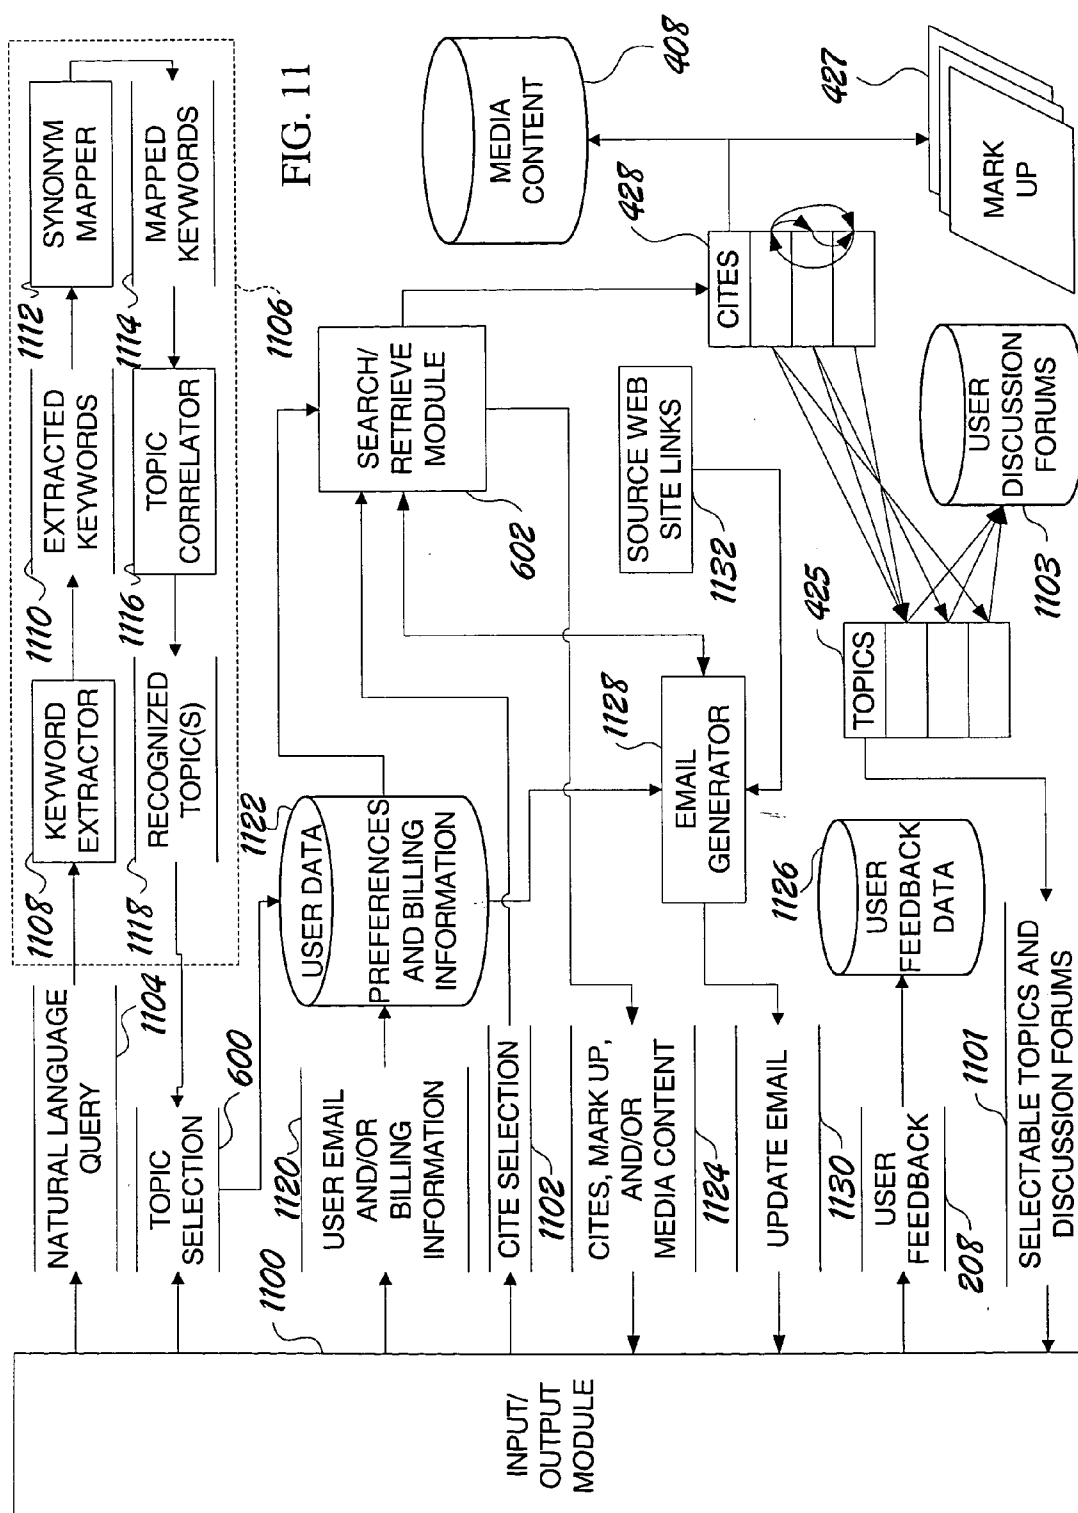 INPUT/
OUTPUT
MODULE
1100
NATURAL LANGUAGE
QUERY
1104
1108
KEYWORD
EXTRACTOR
1110
EXTRACTED
KEYWORDS
1112
SYNONYM
MAPPER
TOPIC
SELECTION
600
1118
RECOGNIZED
TOPIC(S)
1116
TOPIC
CORRELATOR
1114
MAPPED
KEYWORDS
1106
FIG. 11
1120
USER EMAIL
AND/OR
BILLING
INFORMATION
USER DATA
1122
PREFERENCES
AND BILLING
INFORMATION
CITE SELECTION
1102
SEARCH/
RETRIEVE
MODULE
602
MEDIA
CONTENT
408
CITES, MARK UP,
AND/OR
MEDIA CONTENT
1124
UPDATE EMAIL
1130
EMAIL
GENERATOR
1128
SOURCE WEB
SITE LINKS
1132
CITES
428
MARK
UP
427
USER
FEEDBACK
208
USER
FEEDBACK
DATA
1126
TOPICS
425
USER
DISCUSSION
FORUMS
1103
SELECTABLE TOPICS AND
DISCUSSION FORUMS
1101